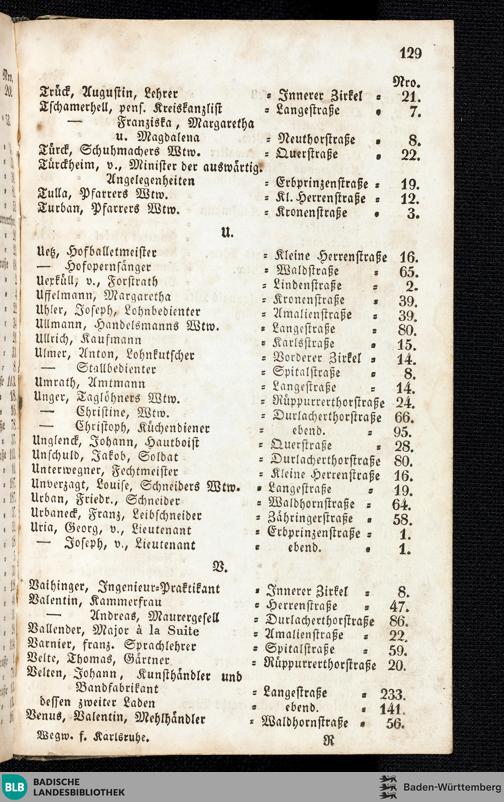 129
Nro.
Trück, Augustin, Lehrer = Innerer Zirkel = 21.
Tschamerhell, pens. Kreiskanzlist = Langestraße = 7.
— Franziska, Margaretha
u. Magdalena = Neuthorstraße = 8.
Türck, Schuhmachers Wtw. = Querstraße = 22.
Türckheim, v., Minister der auswärtig.
Angelegenheiten = Erbprinzenstraße = 19.
Tulla, Pfarrers Wtw. = Kl. Herrenstraße = 12.
Turban, Pfarrers Wtw. = Kronenstraße = 3.
U.
Uetz, Hofballetmeister = Kleine Herrenstraße 16.
— Hofopernsänger = Waldstraße = 65.
Uexküll, v., Forstrath = Lindenstraße = 2.
Uffelmann, Margaretha = Kronenstraße = 39.
Uhler, Joseph, Lohnbedienter = Amalienstraße = 39.
Ullmann, Handelsmanns Wtw. = Langestraße = 80.
Ullrich, Kaufmann = Karlsstraße = 15.
Ulmer, Anton, Lohnkutscher = Vorderer Zirkel = 14.
— Stallbedienter = Spitalstraße = 8.
Umrath, Amtmann = Langestraße = 14.
Unger, Taglöhners Wtw. = Rüppurrerthorstraße 24.
— Christine, Wtw. = Durlacherthorstraße 66.
— Christoph, Küchendiener = ebend. = 95.
Unglenck, Johann, Hautboist = Querstraße = 28.
Unschuld, Jakob, Soldat = Durlacherthorstraße 80.
Unterwegner, Fechtmeister = Kleine Herrenstraße 16.
Unverzagt, Louise, Schneiders Wtw. = Langestraße = 19.
Urban, Friedr., Schneider = Waldhornstraße = 64.
Urbaneck, Franz, Leibschneider = Zähringerstraße = 58.
Uria, Georg, v., Lieutenant = Erbprinzenstraße = 1.
— Joseph, v., Lieutenant = ebend. = 1.
V.
Vaihinger, Ingenieur-Praktikant = Innerer Zirkel = 8.
Valentin, Kammerfrau = Herrenstraße = 47.
— Andreas, Maurergesell = Durlacherthorstraße 86.
Vallender, Major à la Suite = Amalienstraße = 22.
Varnier, franz. Sprachlehrer = Spitalstraße = 59.
Velte, Thomas, Gärtner = Rüppurrerthorstraße 20.
Velten, Johann, Kunsthändler und
Bandfabrikant = Langestraße = 233.
dessen zweiter Laden = ebend. = 141.
Venus, Valentin, Mehlhändler = Waldhornstraße = 56.
Wegw. f. Karlsruhe. R
BLB BADISCHE
LANDESBIBLIOTHEK
Baden-Württemberg